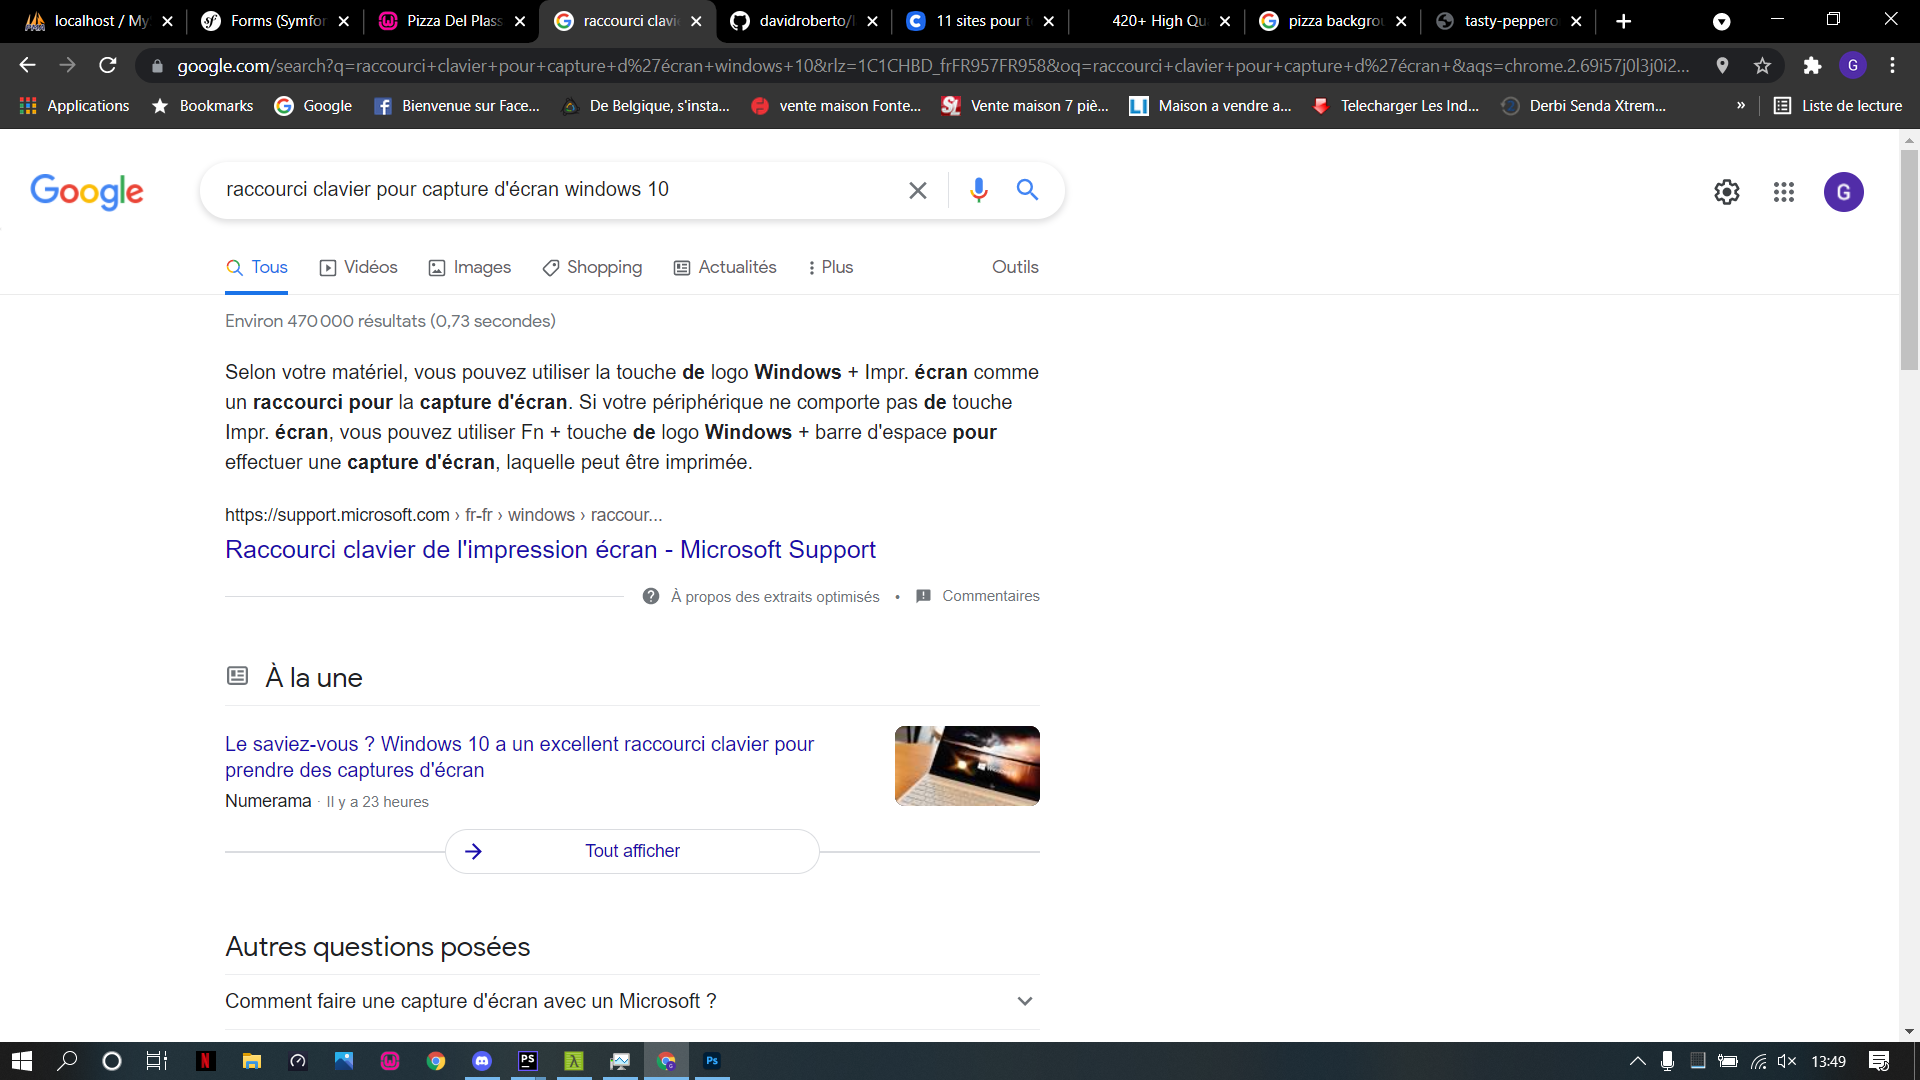 localhost / My
Forms (Symfon
Pizza Del Plass
raccourci clavie
davidroberto/
11 sites pour t
420+ High Qu
pizza backgrou
tasty-peppero
google.com/search?q=raccourci+clavier+pour+capture+d%27écran+windows+10&rlz=1C1CHBD_frFR957FR958&oq=raccourci+clavier+pour+capture+d%27écran+&aqs=chrome.2.69i57j0l3j0i2...
G
Applications
Bookmarks
Google
Bienvenue sur Face...
De Belgique, s'insta...
vente maison Fonte...
Vente maison 7 piè...
Maison a vendre a...
Telecharger Les Ind...
Derbi Senda Xtrem...
»
Liste de lecture
Google
raccourci clavier pour capture d'écran windows 10
G
Tous
Vidéos
Images
Shopping
Actualités
Plus
Outils
Environ 470 000 résultats (0,73 secondes)
Selon votre matériel, vous pouvez utiliser la touche de logo Windows + Impr. écran comme
un raccourci pour la capture d'écran. Si votre périphérique ne comporte pas de touche
Impr. écran, vous pouvez utiliser Fn + touche de logo Windows + barre d'espace pour
effectuer une capture d'écran, laquelle peut être imprimée.
https://support.microsoft.com › fr-fr › windows › raccour...
Raccourci clavier de l'impression écran - Microsoft Support
À propos des extraits optimisés • Commentaires
À la une
Le saviez-vous ? Windows 10 a un excellent raccourci clavier pour
prendre des captures d'écran
Numerama · Il y a 23 heures
Tout afficher
Autres questions posées
Comment faire une capture d'écran avec un Microsoft ?
13:49